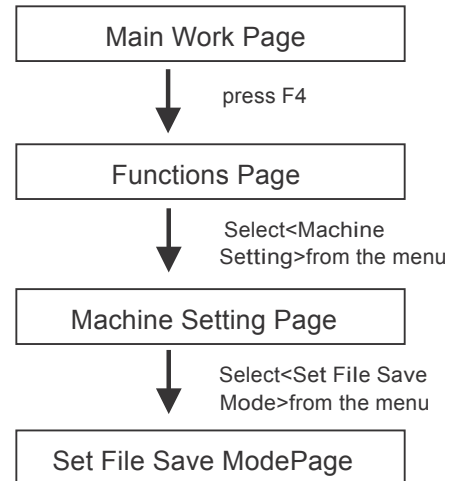 Main Work Page
press F4
Functions Page
Select<Machine
Setting>from the menu
Machine Setting Page
Select<Set File Save
Mode>from the menu
Set File Save ModePage